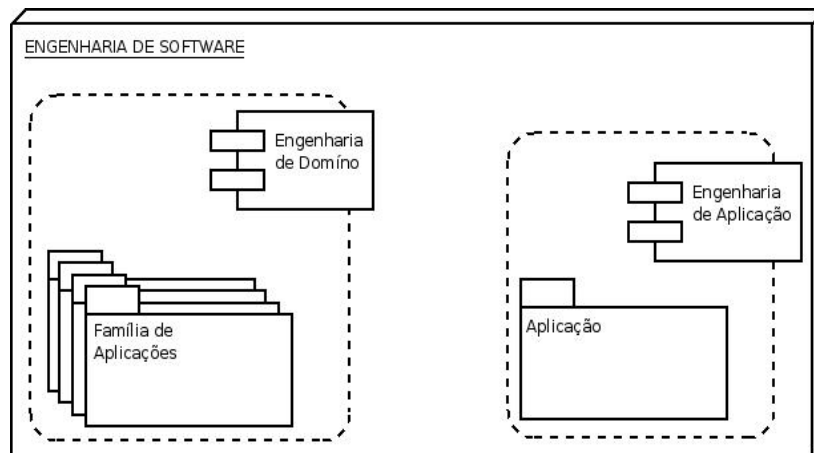 ENGENHARIA DE SOFTWARE
Engenharia
de Domíno
Família de
Aplicações
Engenharia
de Aplicação
Aplicação